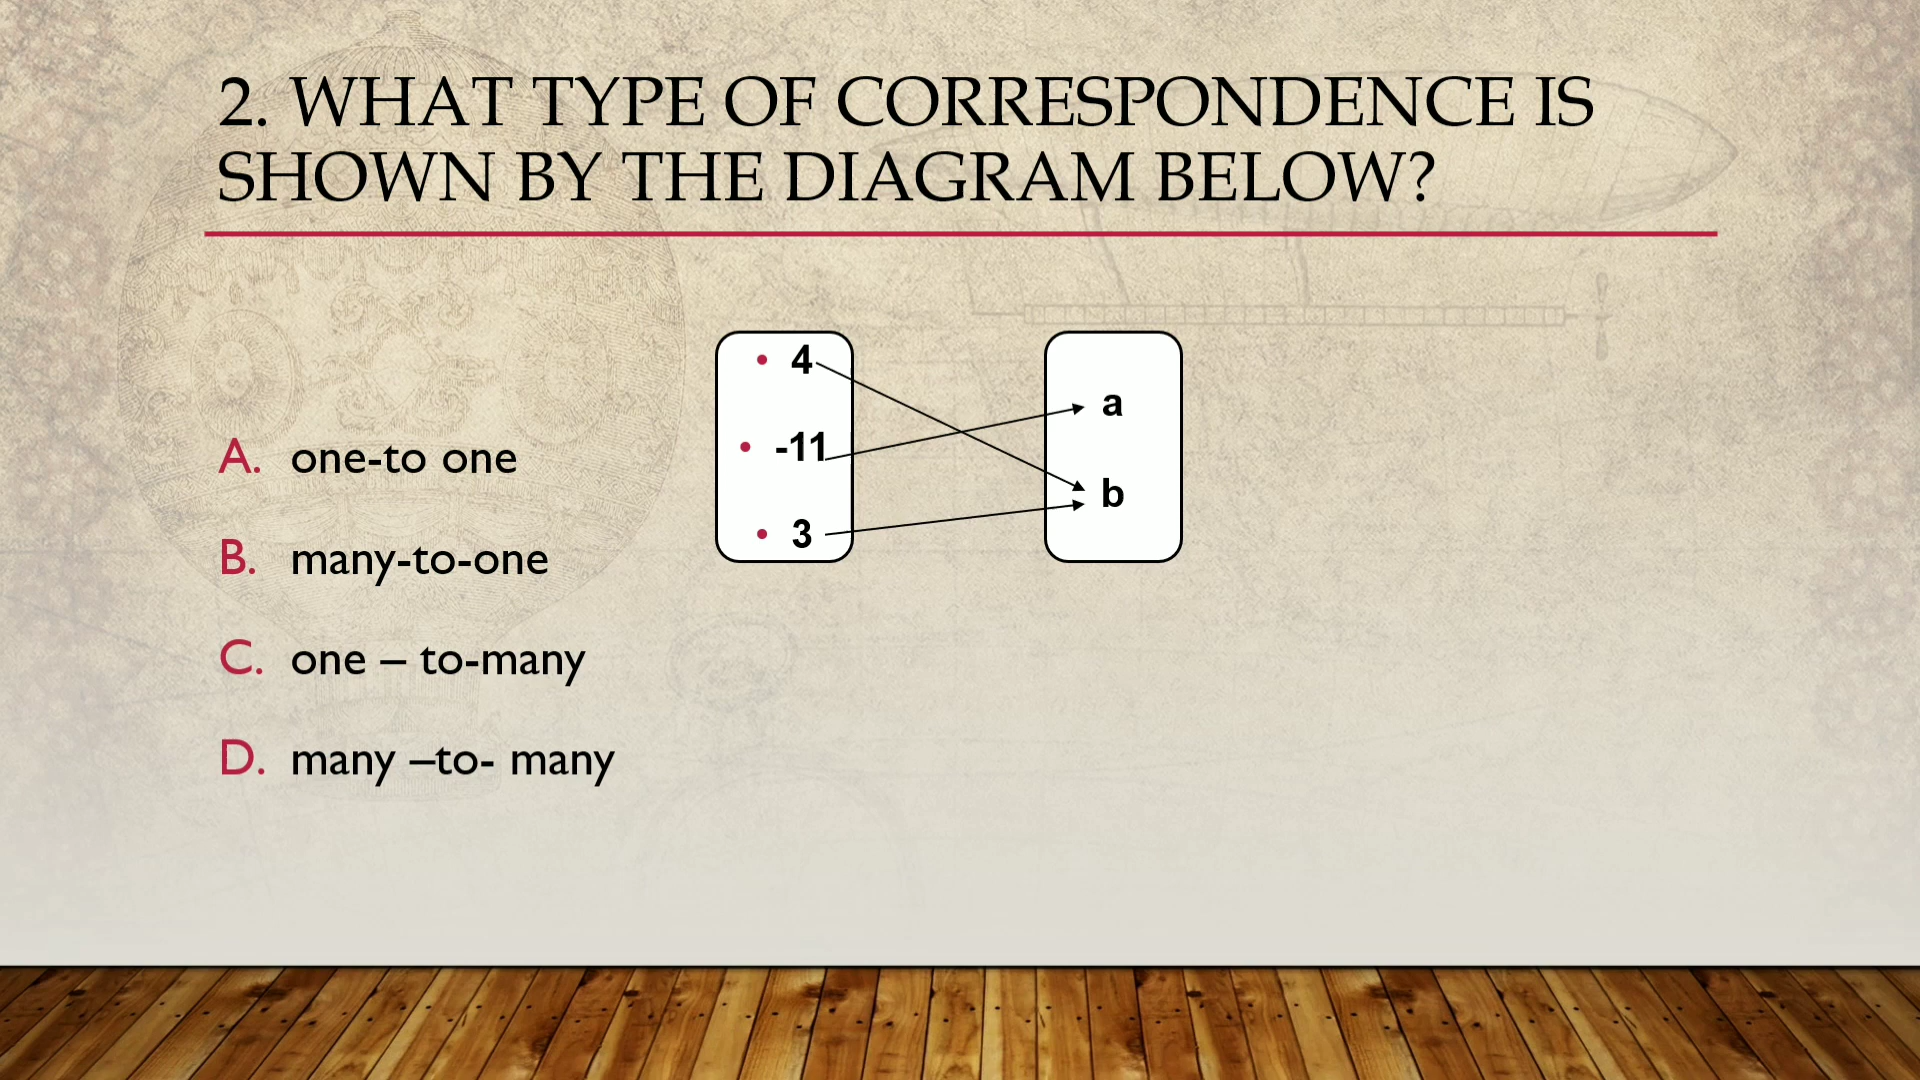 2. WHAT TYPE OF CORRESPONDENCE IS
SHOWN BY THE DIAGRAM BELOW?
A. one-to one
B. many-to-one
C. one – to-many
D. many –to- many
• 4
• -11
• 3
a
b